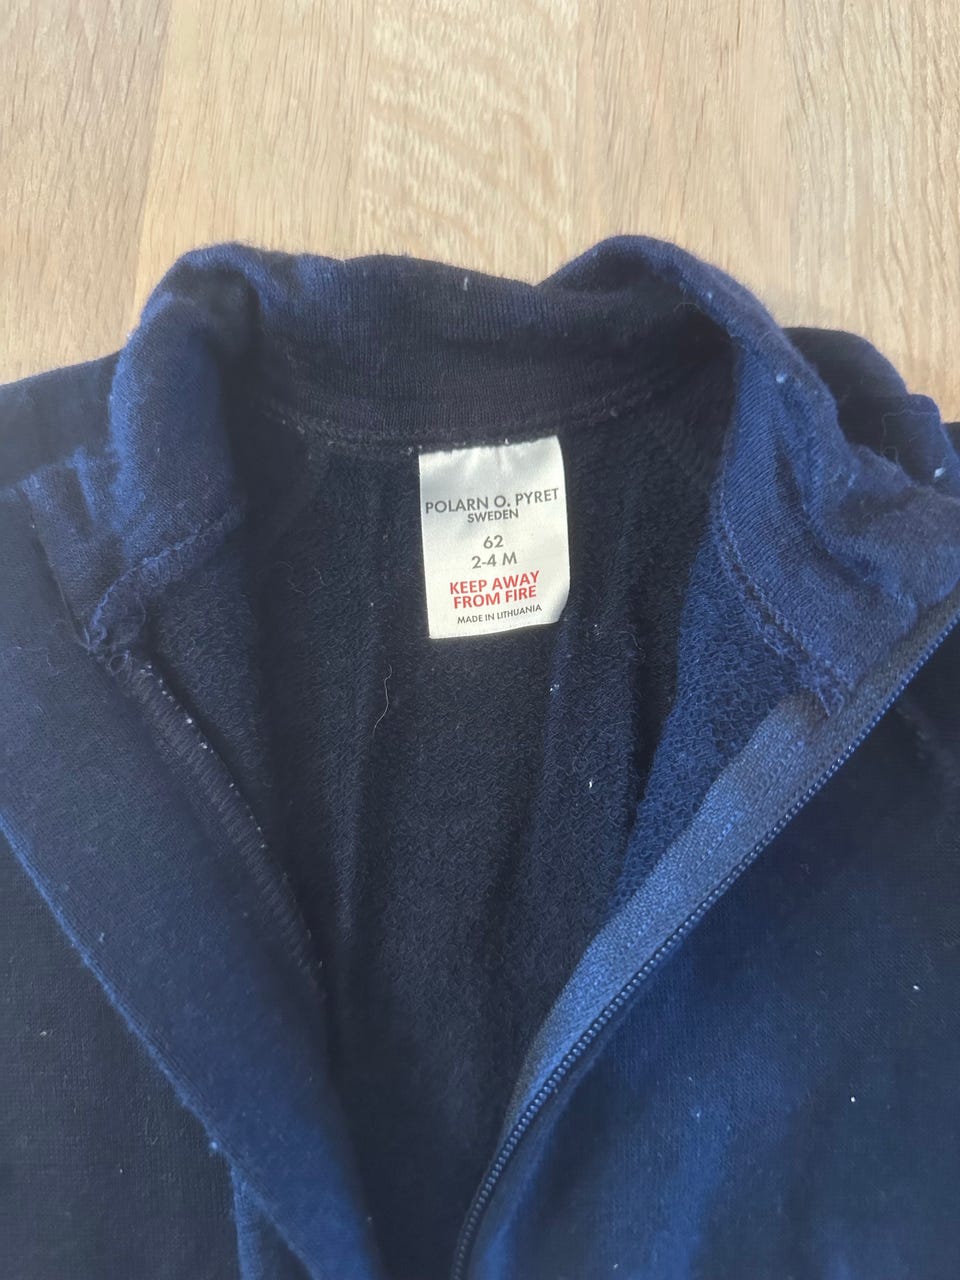 POLARN O. PYRET
SWEDEN
62
2-4 M
KEEP AWAY
FROM FIRE
MADE IN LITHUANIA